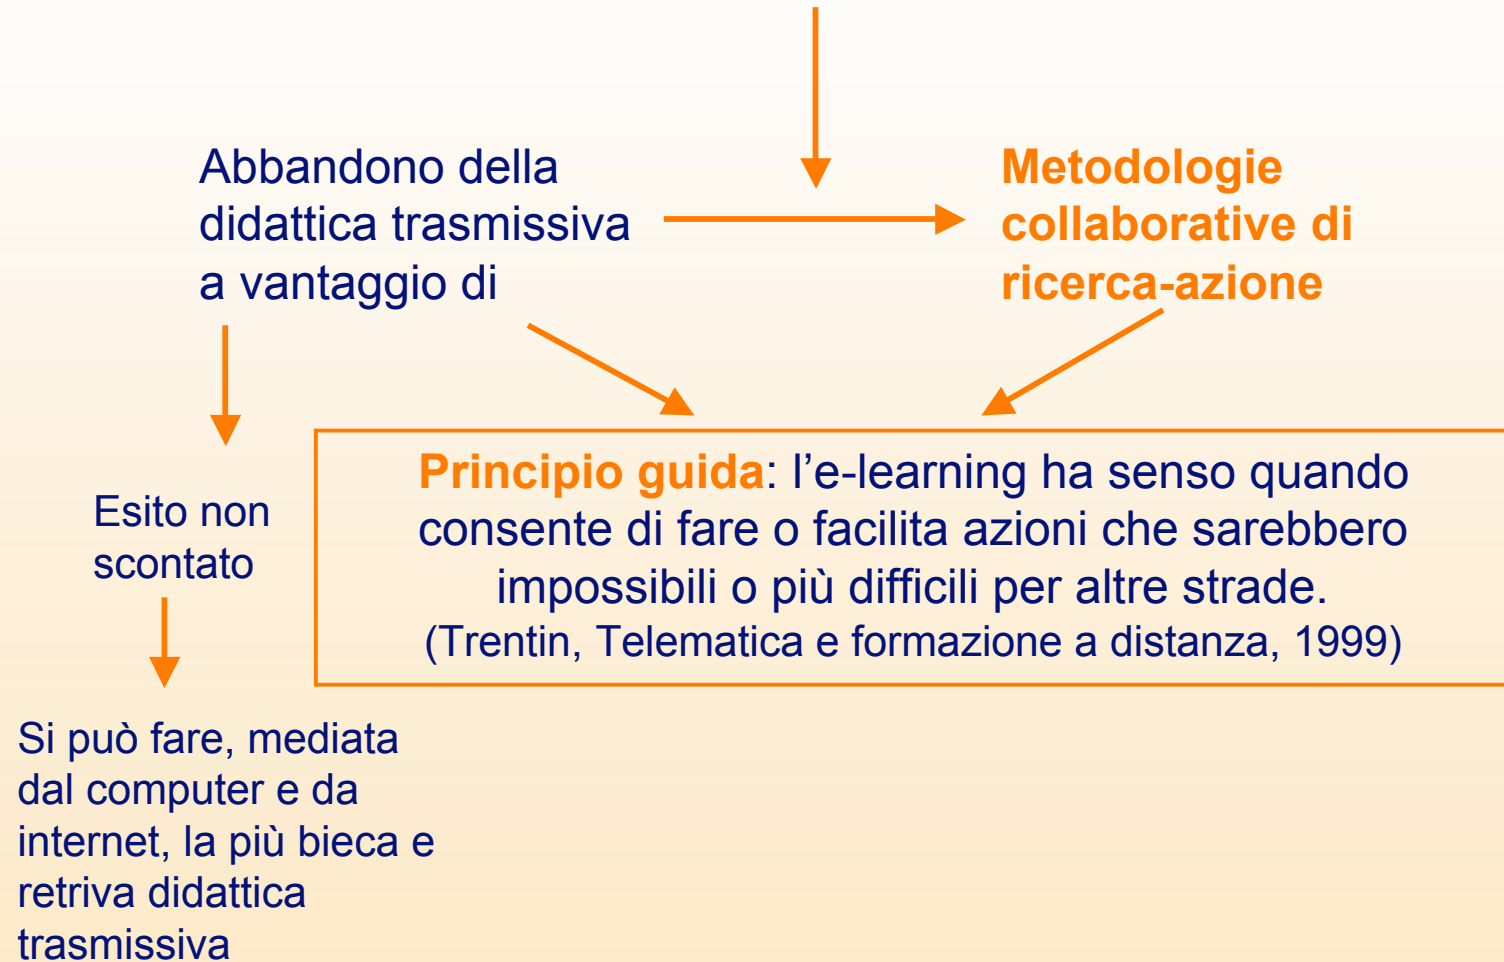 Abbandono della
didattica trasmissiva
a vantaggio di
Metodologie
collaborative di
ricerca-azione
Esito non
scontato
Principio guida: l’e-learning ha senso quando
consente di fare o facilita azioni che sarebbero
impossibili o più difficili per altre strade.
(Trentin, Telematica e formazione a distanza, 1999)
Si può fare, mediata
dal computer e da
internet, la più bieca e
retriva didattica
trasmissiva